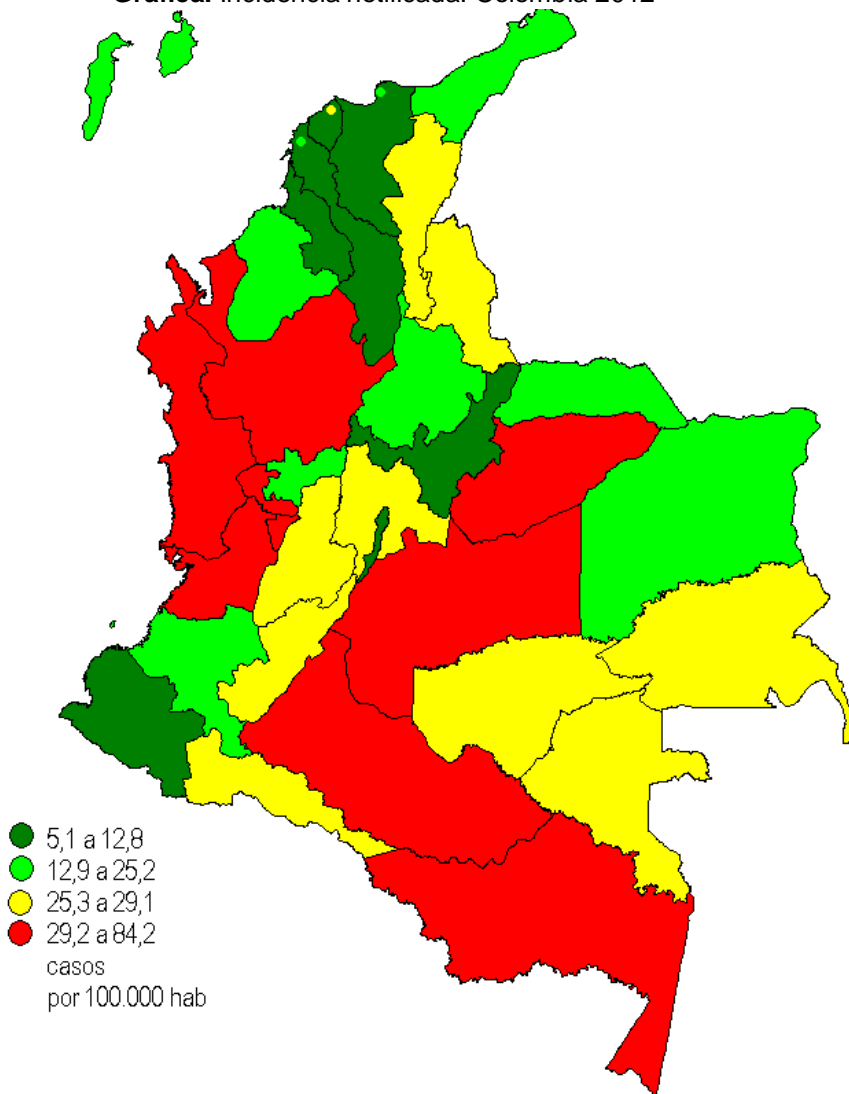 Gráfica. Incidencia notificada. Colombia 2012
5,1 a 12,8
12,9 a 25,2
25,3 a 29,1
29,2 a 84,2
casos
por 100.000 hab